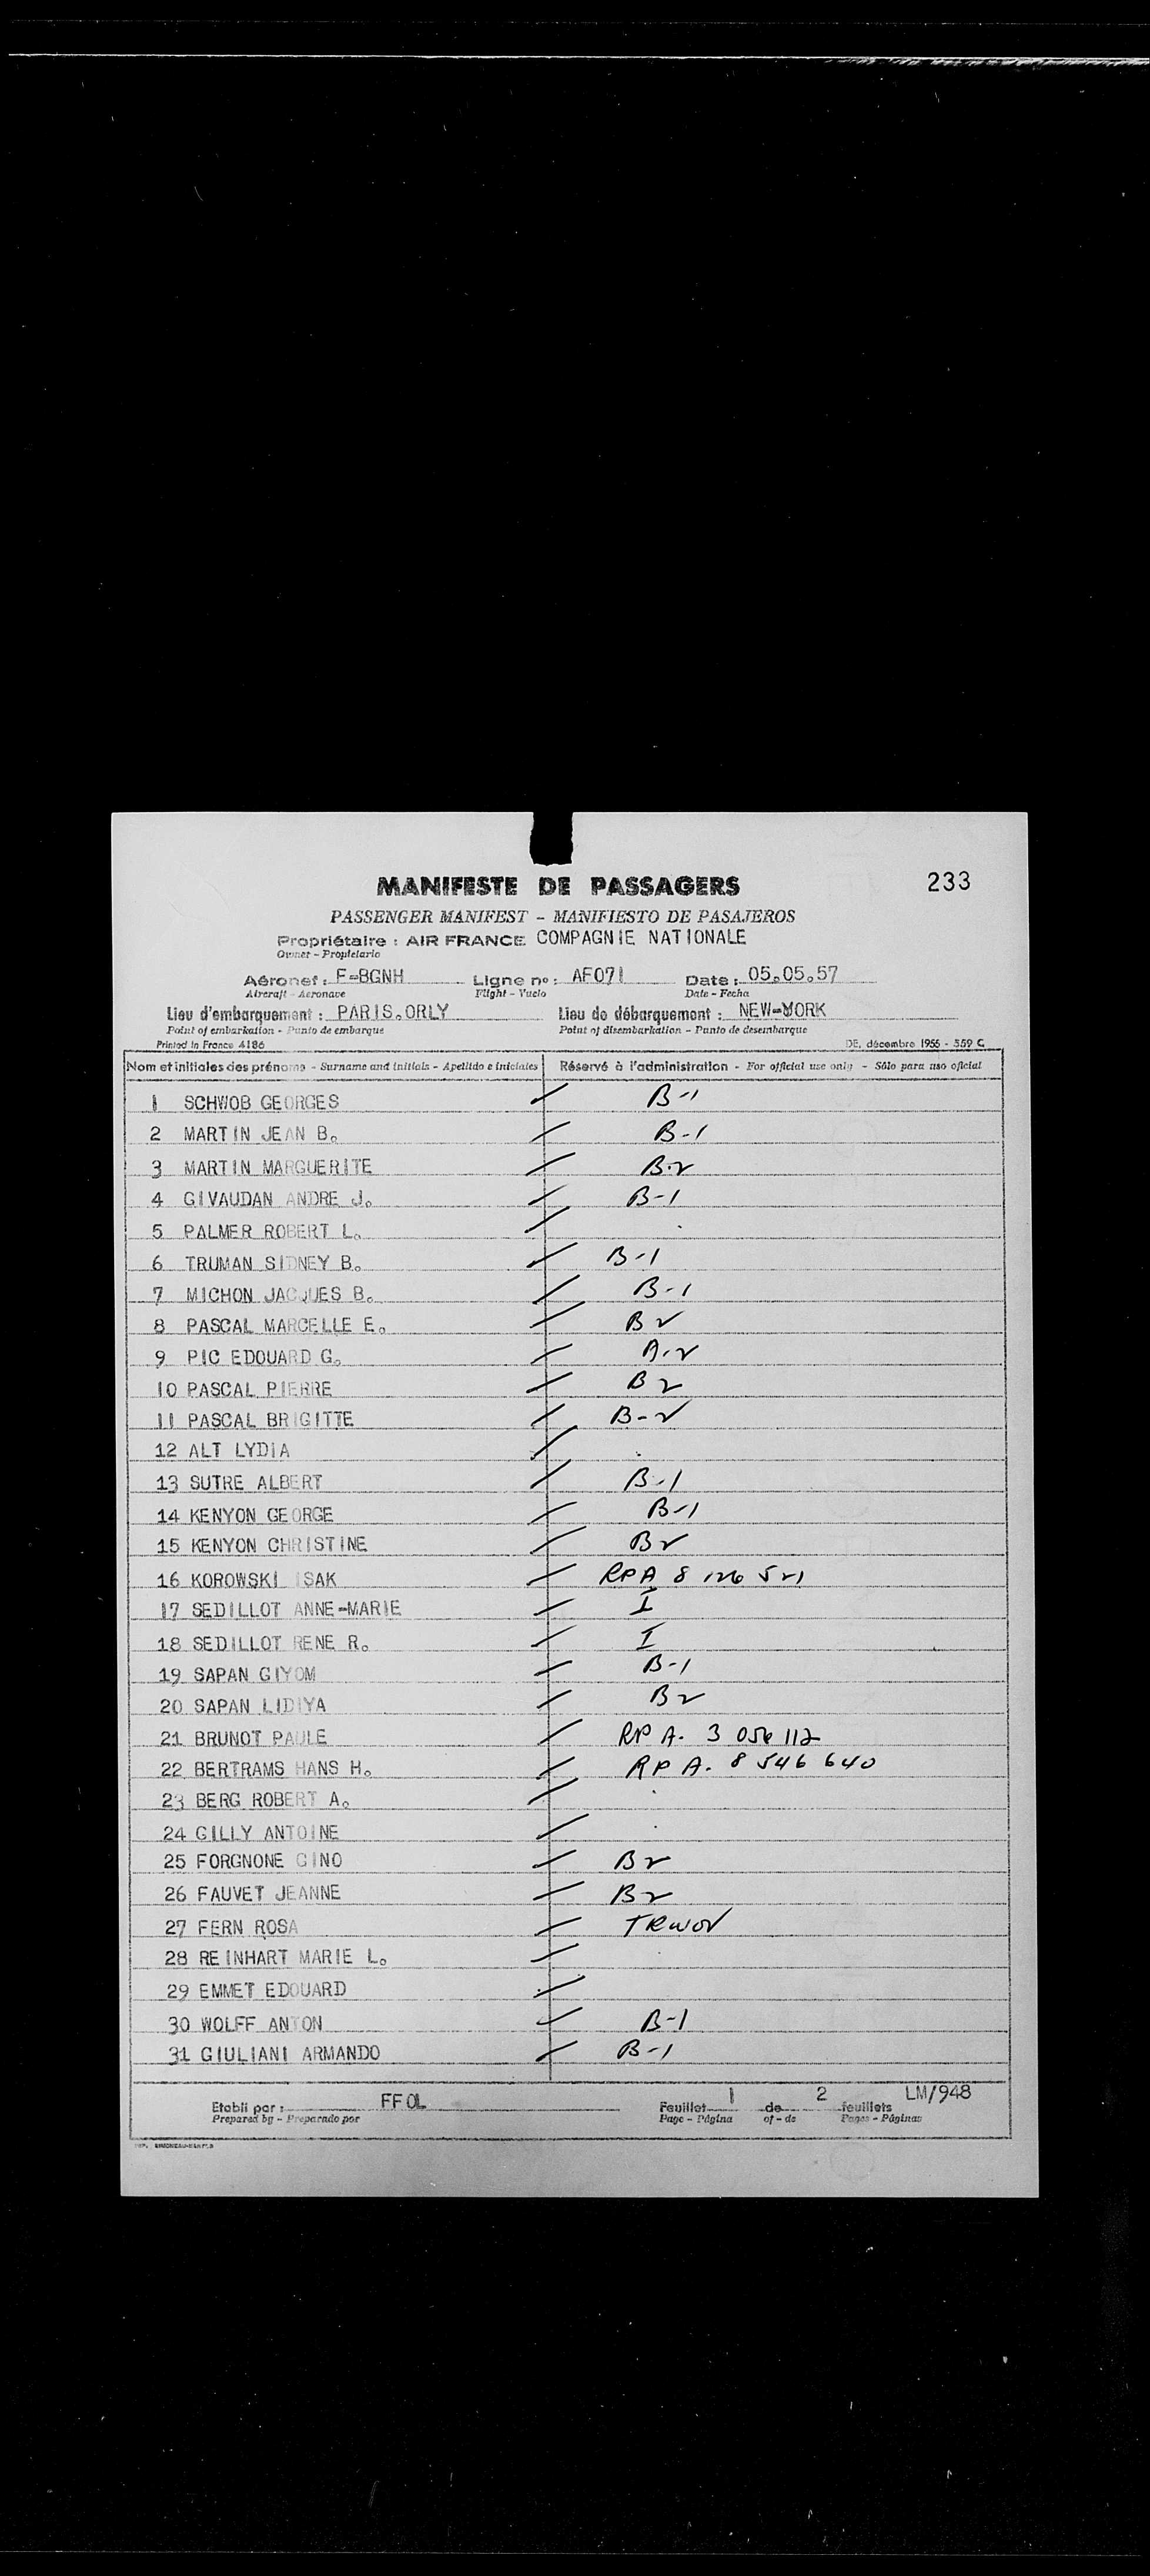 MANIFESTE DE PASSAGERS
233
PASSENGER MANIFEST - MANIFIESTO DE PASAJEROS
Propriétaire : AIR FRANCE COMPAGNIE NATIONALE
Owner - Propietario
Aéronef : F-BGNH Ligne no : AF071 Date : 05.05.57
Aircraft - Aeronave Flight - Vuelo Date - Fecha
Lieu d'embarquement : PARIS.ORLY Lieu de débarquement : NEW-YORK
Point of embarkation - Punto de embarque Point of disembarkation - Punto de desembarque
Printed in France 4186 DE. décembre 1955 - 559 C
Nom et initiales des prénoms - Surname and initials - Apellido e iniciales Réservé à l'administration - For official use only - Sólo para uso oficial
1 SCHWOB GEORGES B-1
2 MARTIN JEAN B. B-1
3 MARTIN MARGUERITE B-2
4 GIVAUDAN ANDRE J. B-1
5 PALMER ROBERT L.
6 TRUMAN SIDNEY B. B-1
7 MICHON JACQUES B. B-1
8 PASCAL MARCELLE E. B2
9 PIC EDOUARD G. A-2
10 PASCAL PIERRE B2
11 PASCAL BRIGITTE B-2
12 ALT LYDIA
13 SUTRE ALBERT B-1
14 KENYON GEORGE B-1
15 KENYON CHRISTINE B2
16 KOROWSKI ISAK RPA 8 126 521
17 SEDILLOT ANNE-MARIE I
18 SEDILLOT RENE R. I
19 SAPAN GIYOM B-1
20 SAPAN LIDIYA B2
21 BRUNOT PAULE RP A. 3 056 112
22 BERTRAMS HANS H. RP A. 8 546 640
23 BERG ROBERT A.
24 GILLY ANTOINE
25 FORGNONE GINO B2
26 FAUVET JEANNE B2
27 FERN ROSA TRWOV
28 REINHART MARIE L.
29 EMMET EDOUARD
30 WOLFF ANTON B-1
31 GIULIANI ARMANDO B-1
Etabli par : FFOL Feuillet 1 de 2 feuillets LM/948
Prepared by - Preparado por Page - Página of - de Pages - Páginas